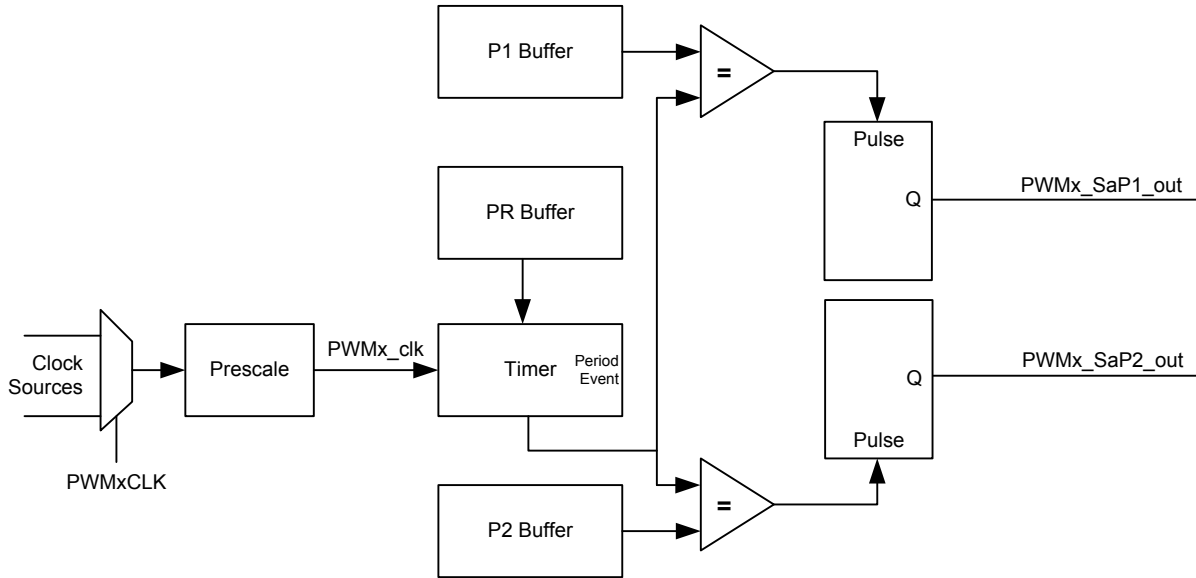 P1 Buffer
=
Pulse
Q
PWMx_SaP1_out
PR Buffer
Clock
Sources
PWMxCLK
Prescale
PWMx_clk
Timer
Period
Event
PWMx_SaP2_out
Q
Pulse
P2 Buffer
=